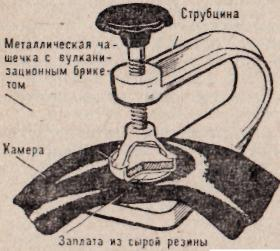 Струбцина
Металлическая ча-
шечка с вулкани-
зационным брике-
том
Камера
Заплата из сырой резины